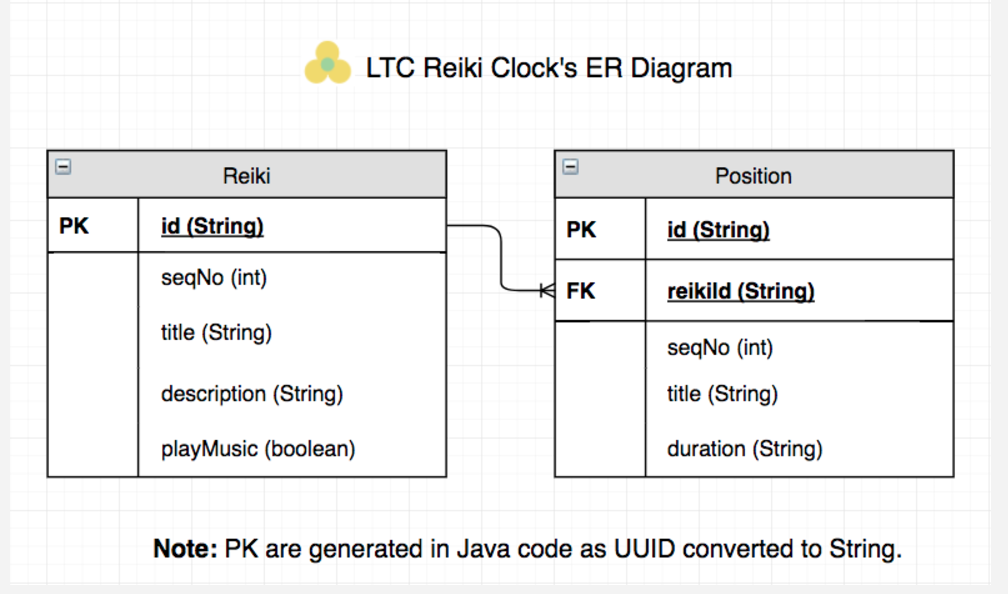 LTC Reiki Clock's ER Diagram
Reiki
PK id (String)
seqNo (int)
title (String)
description (String)
playMusic (boolean)
Position
PK id (String)
FK reikiId (String)
seqNo (int)
title (String)
duration (String)
Note: PK are generated in Java code as UUID converted to String.